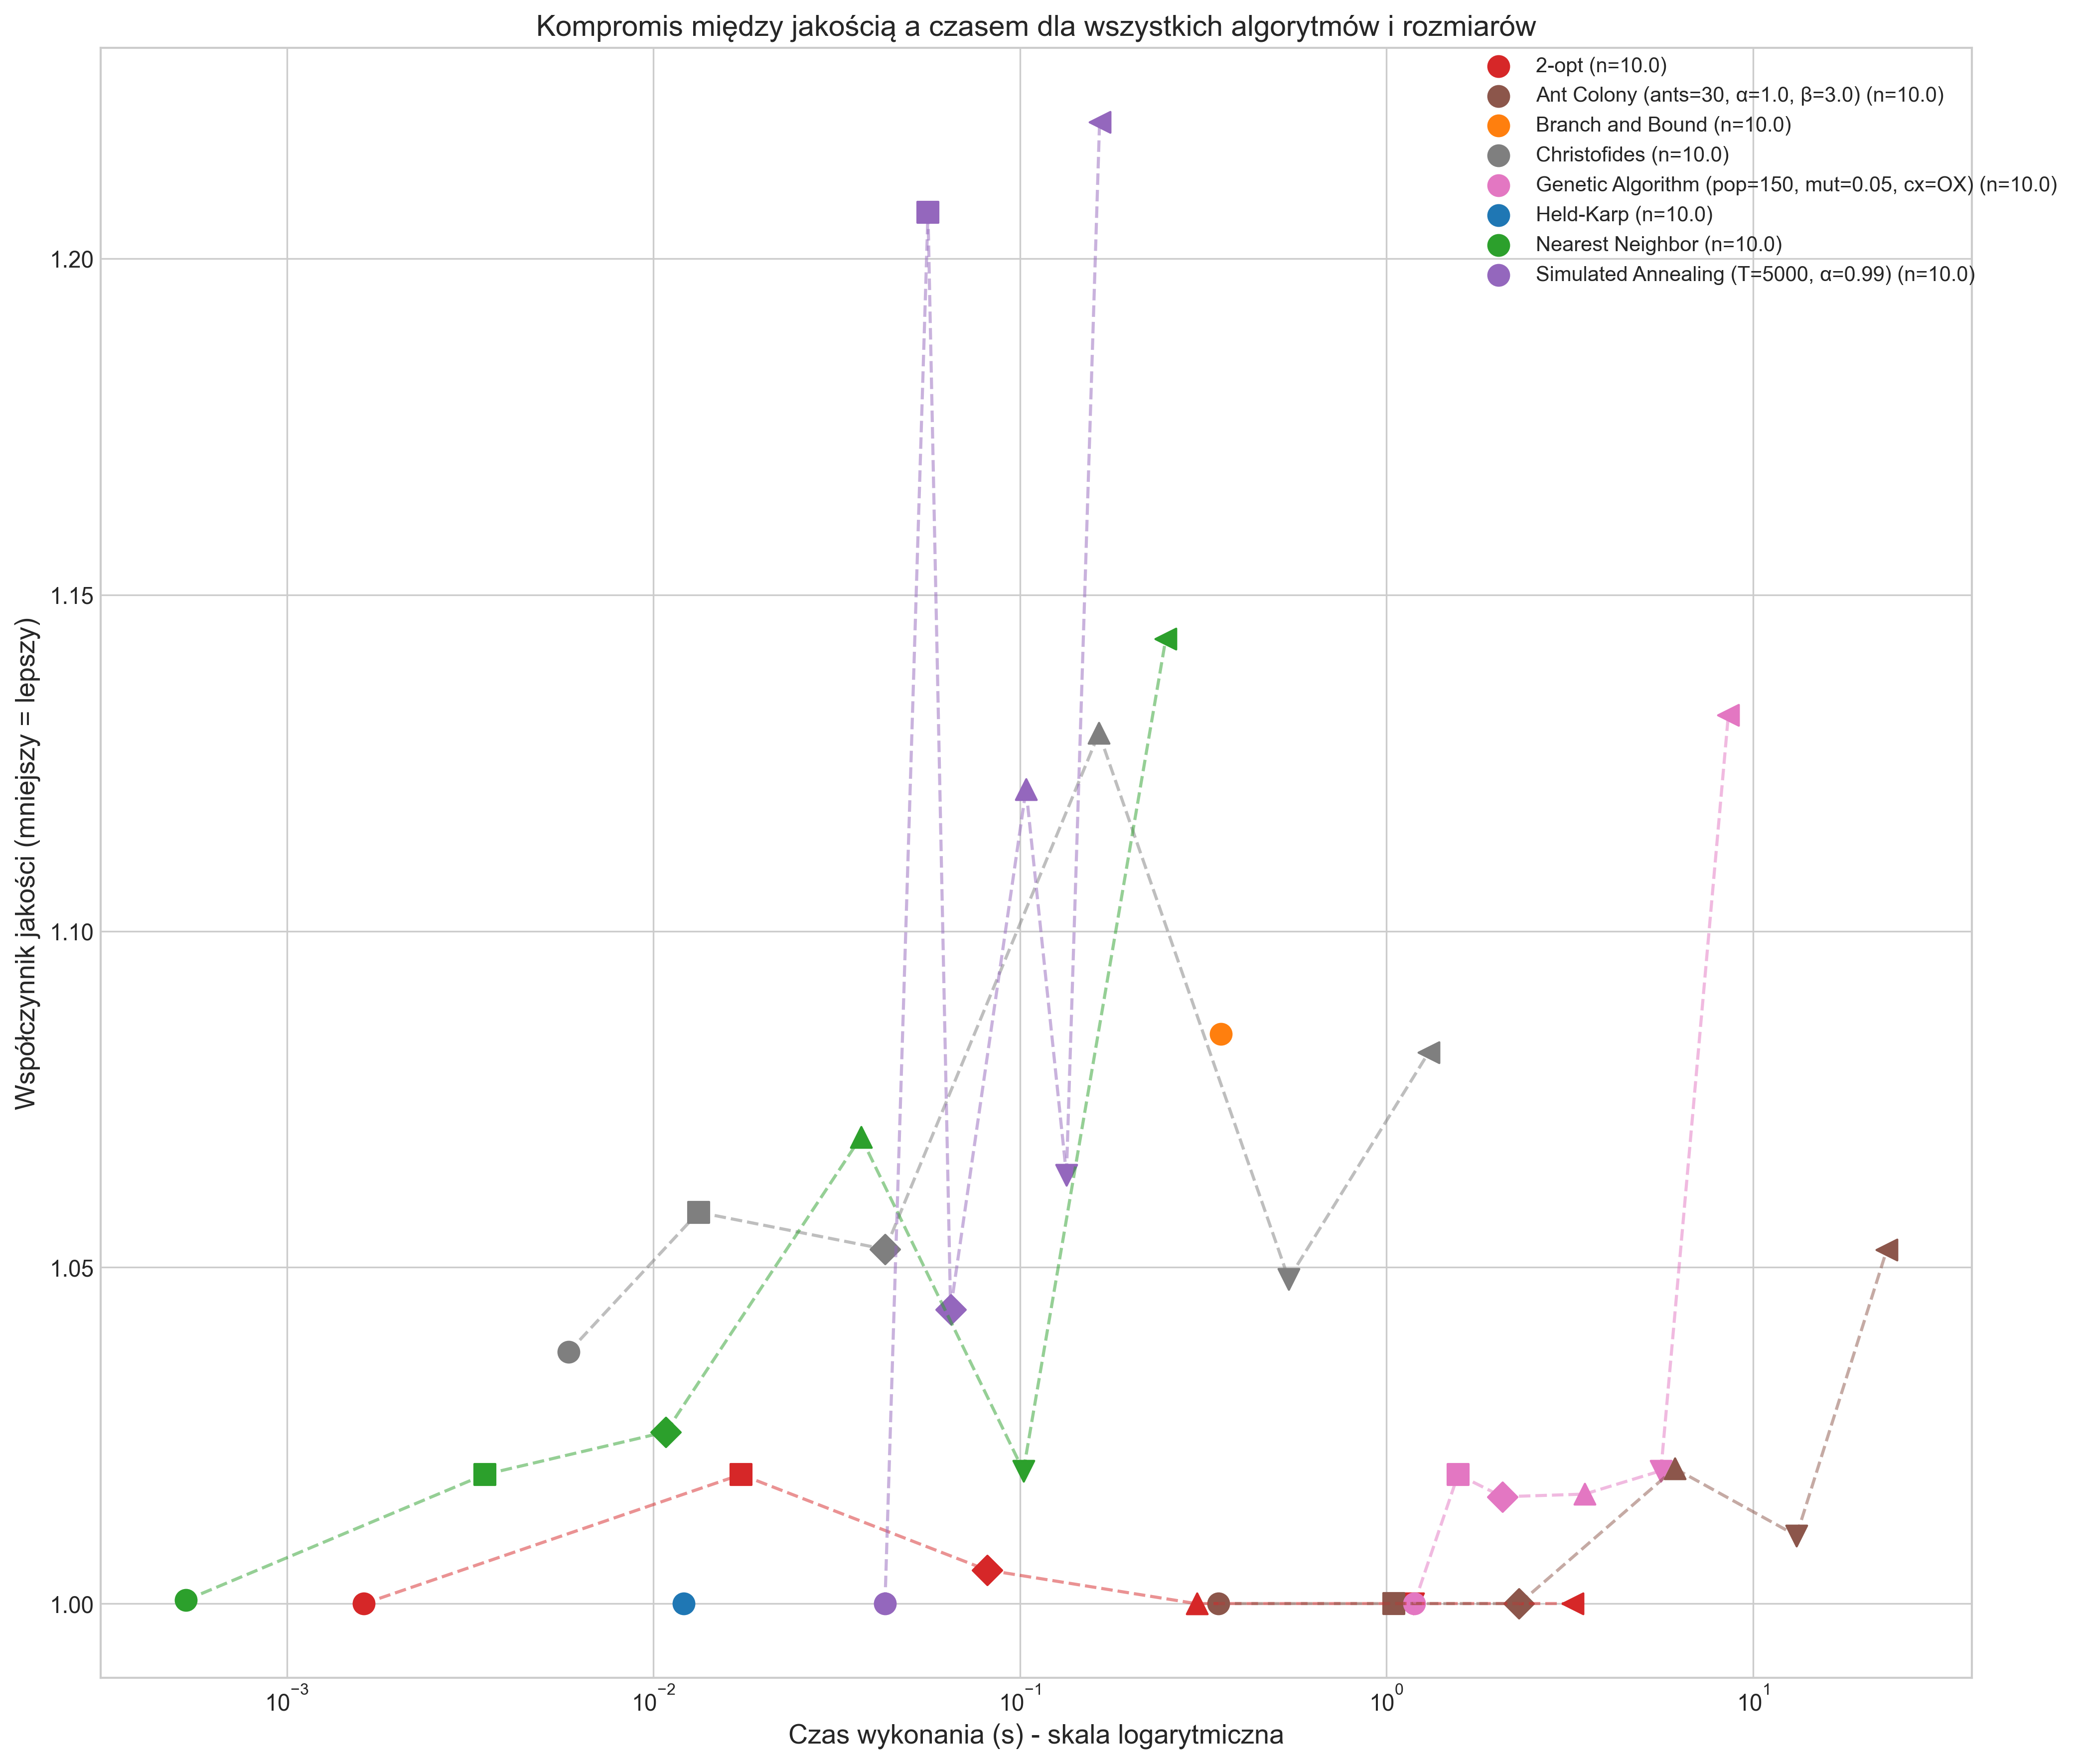 Kompromis między jakością a czasem dla wszystkich algorytmów i rozmiarów
2-opt (n=10.0)
Ant Colony (ants=30, α=1.0, β=3.0) (n=10.0)
Branch and Bound (n=10.0)
Christofides (n=10.0)
Genetic Algorithm (pop=150, mut=0.05, cx=OX) (n=10.0)
Held-Karp (n=10.0)
Nearest Neighbor (n=10.0)
Simulated Annealing (T=5000, α=0.99) (n=10.0)
Współczynnik jakości (mniejszy = lepszy)
1.20
1.15
1.10
1.05
1.00
10⁻³ 10⁻² 10⁻¹ 10⁰ 10¹
Czas wykonania (s) - skala logarytmiczna